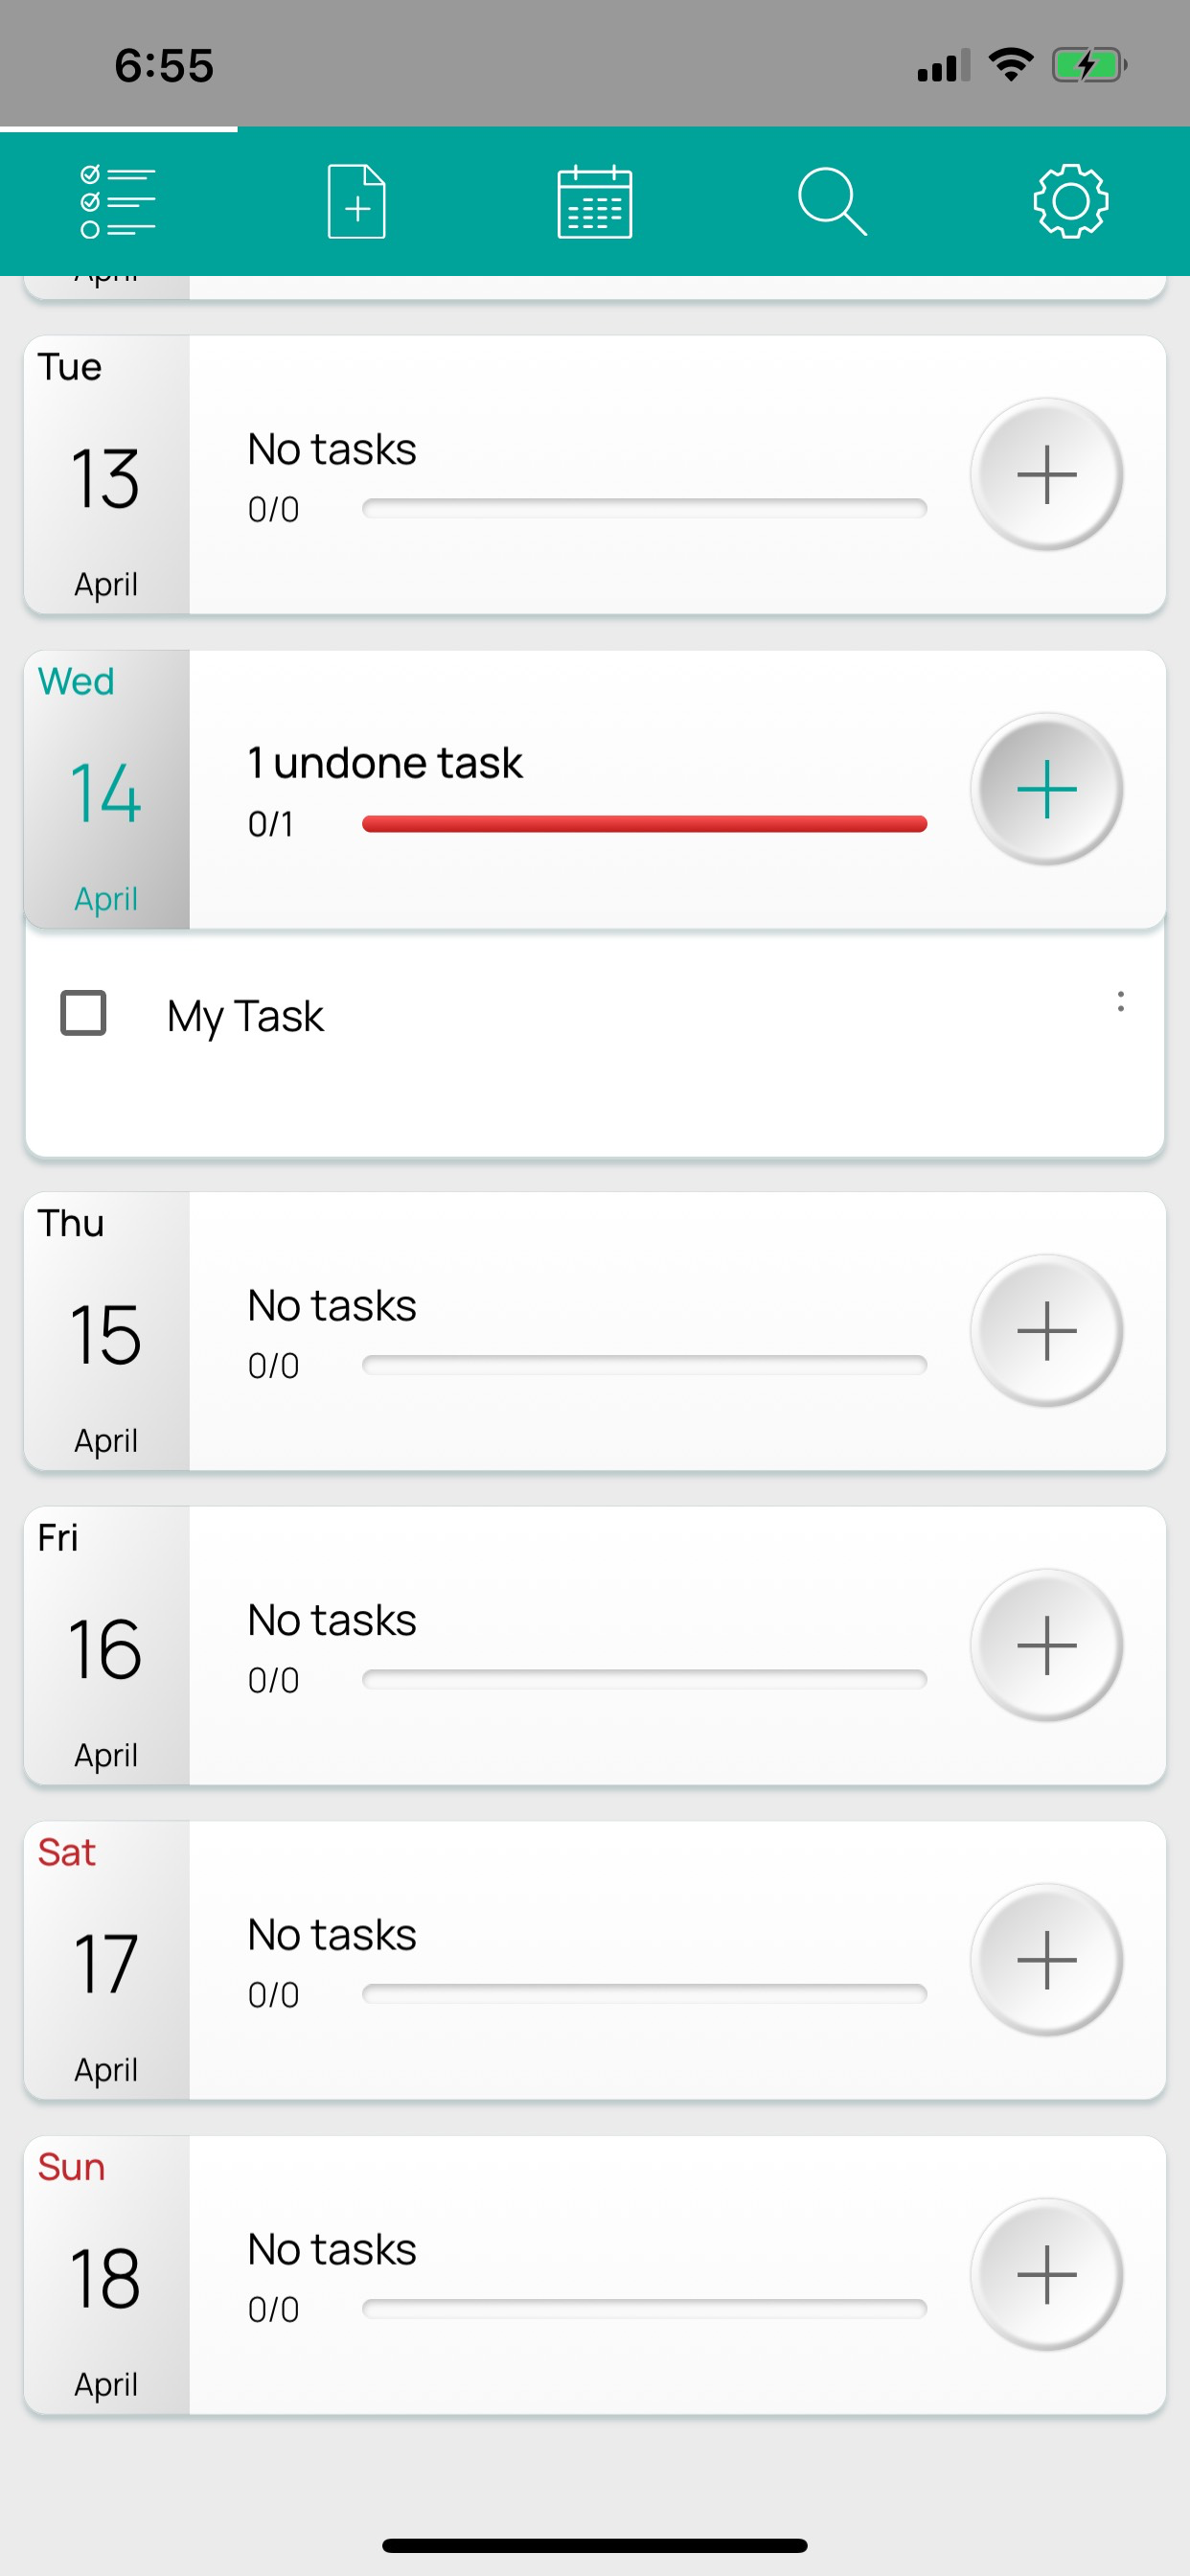 6:55
April
Tue
13
April
No tasks
0/0
Wed
14
April
1 undone task
0/1
My Task
Thu
15
April
No tasks
0/0
Fri
16
April
No tasks
0/0
Sat
17
April
No tasks
0/0
Sun
18
April
No tasks
0/0